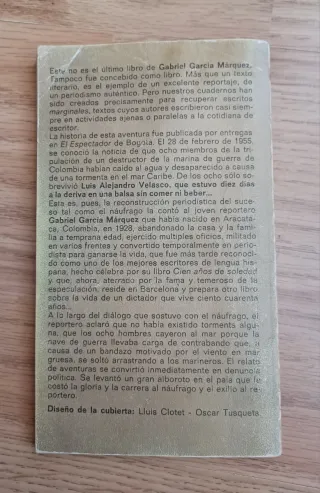 Este no es el último libro de Gabriel García Márquez.
Tampoco fue concebido como libro. Más que un texto
literario, es el ejemplo de un excelente reportaje, de
un periodismo auténtico. Pero nuestros cuadernos han
sido creados precisamente para recuperar escritos
marginales, textos cuyos autores escribieron casi siem-
pre en actividades ajenas o paralelas a la cotidiana de
escritor.
La historia de esta aventura fue publicada por entregas
en El Espectador de Bogota. El 28 de febrero de 1955,
se conoció la noticia de que ocho miembros de la tri-
pulación de un destructor de la marina de guerra de
Colombia habían caído al agua y desaparecido a causa
de una tormenta en el mar Caribe. De los ocho sólo so-
brevivió Luis Alejandro Velasco, que estuvo diez días
a la deriva en una balsa sin comer ni beber...
Esta es, pues, la reconstrucción periodística del suce-
so tal como el náufrago la contó al joven reportero
Gabriel García Márquez que había nacido en Aracata-
ca, Colombia, en 1928, abandonado la casa y la fami-
lia a temprana edad, ejercido multiples oficios, militado
en varios frentes y convertido temporalmente en perio-
dista para ganarse la vida, que fue más tarde reconoci-
do como uno de los mejores escritores de lengua his-
pana, hecho célebre por su libro Cien años de soledad
y que, ahora, aterrado por la fama y temeroso de la
especulación, reside en Barcelona y prepara otro libro
sobre la vida de un dictador que vive ciento cuarenta
años...
A lo largo del diálogo que sostuvo con el náufrago, el
reportero aclaró que no había existido torments algu-
na; que los ocho hombres cayeron al mar porque la
nave de guerra llevaba carga de contrabando que, a
causa de un bandazo motivado por el viento en mar
gruesa, se soltó arrastrando a los marineros. El relato
de aventuras se convirtió inmediatamente en denuncia
política. Se levantó un gran alboroto en el país que le
costó la gloria y la carrera al náufrago y el exilio al re-
pórtero.
Diseño de la cubierta: Lluis Clotet - Oscar Tusquets